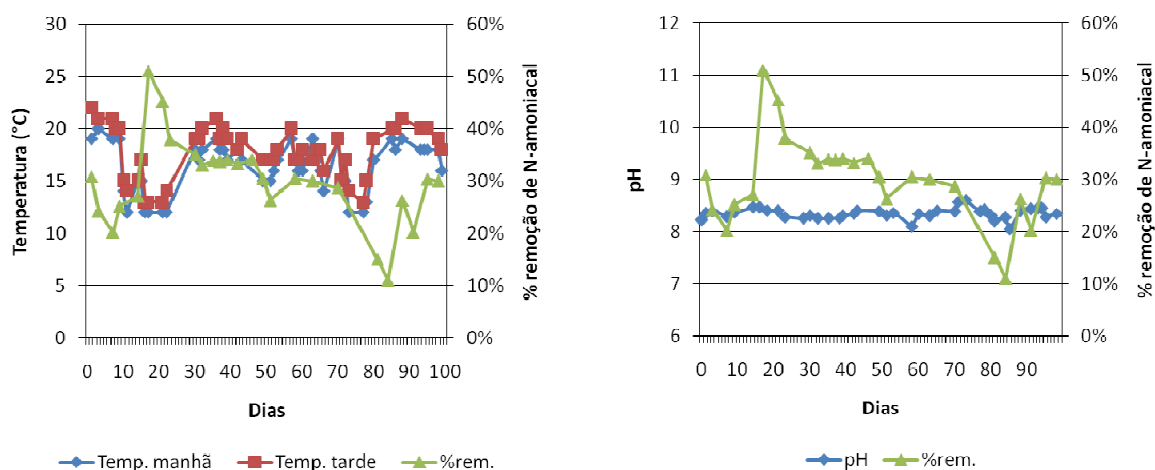 30
25
20
15
10
5
0
Temperatura (°C)
60%
50%
40%
30%
20%
10%
0%
% remoção de N-amoniacal
0 10 20 30 40 50 60 70 80 90 100
Dias
Temp. manhã Temp. tarde %rem.
12
11
10
9
8
7
6
pH
60%
50%
40%
30%
20%
10%
0%
% remoção de N-amoniacal
0 10 20 30 40 50 60 70 80 90
Dias
pH %rem.